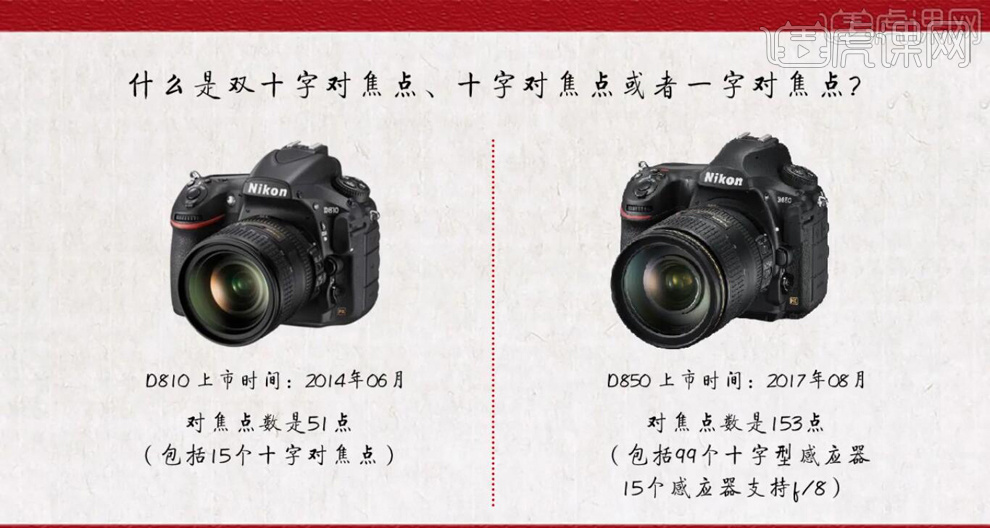 虎课网
什么是双十字对焦点、十字对焦点或者一字对焦点?
Nikon
D810
Nikon
D850
D810 上市时间: 2014年06月
D850 上市时间: 2017年08月
对焦点数是51点
(包括15个十字对焦点)
对焦点数是153点
(包括99个十字型感应器
15个感应器支持f/8)